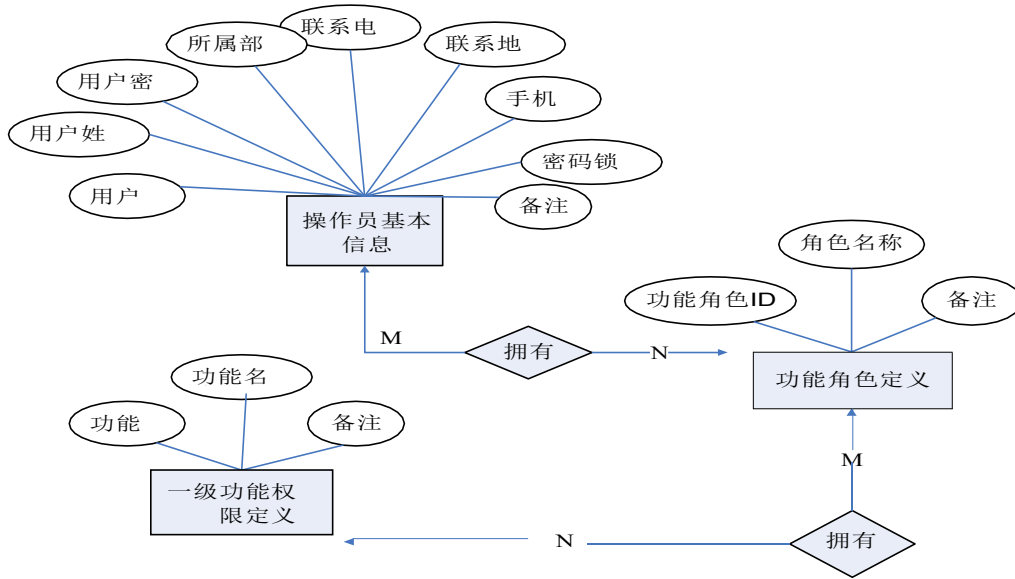 联系电
所属部
联系地
用户密
手机
用户姓
密码锁
用户
备注
操作员基本
信息
角色名称
功能角色ID
备注
M
拥有
N
功能名
功能角色定义
功能
备注
M
一级功能权
限定义
N
拥有